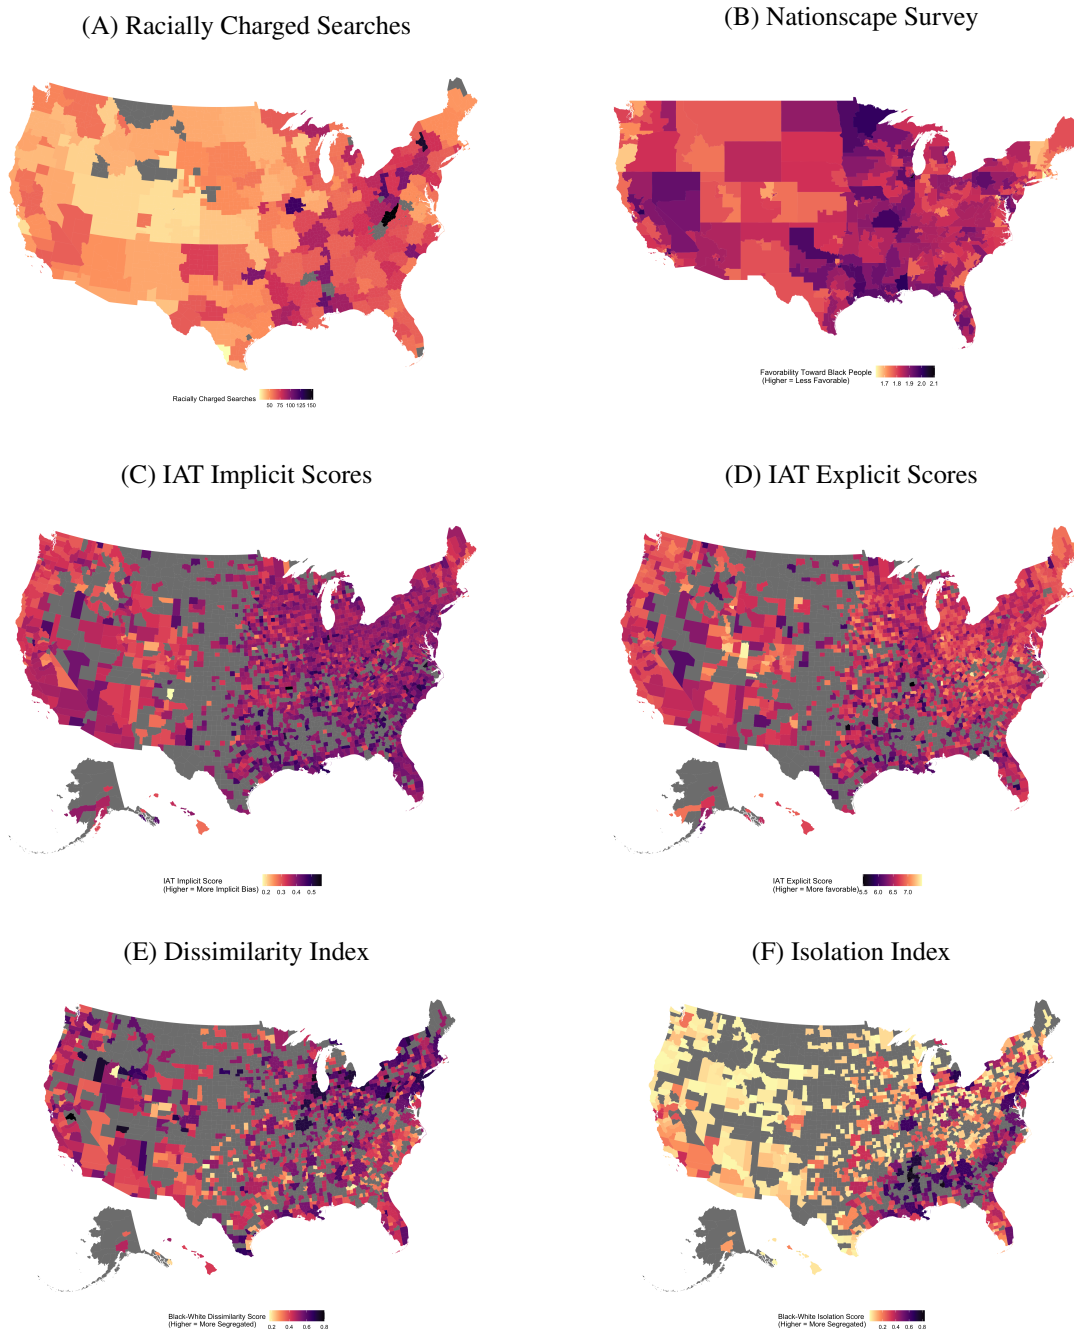 (A) Racially Charged Searches
(B) Nationscape Survey
Racially Charged Searches
50 75 100 125 150
Favorability Toward Black People
(Higher = Less Favorable)
1.7 1.8 1.9 2.0 2.1
(C) IAT Implicit Scores
(D) IAT Explicit Scores
IAT Implicit Score
(Higher = More Implicit Bias)
0.2 0.3 0.4 0.5
IAT Explicit Score
(Higher = More favorable)
5.5 6.0 6.5 7.0
(E) Dissimilarity Index
(F) Isolation Index
Black-White Dissimilarity Score
(Higher = More Segregated)
0.2 0.4 0.6 0.8
Black-White Isolation Score
(Higher = More Segregated)
0.2 0.4 0.6 0.8